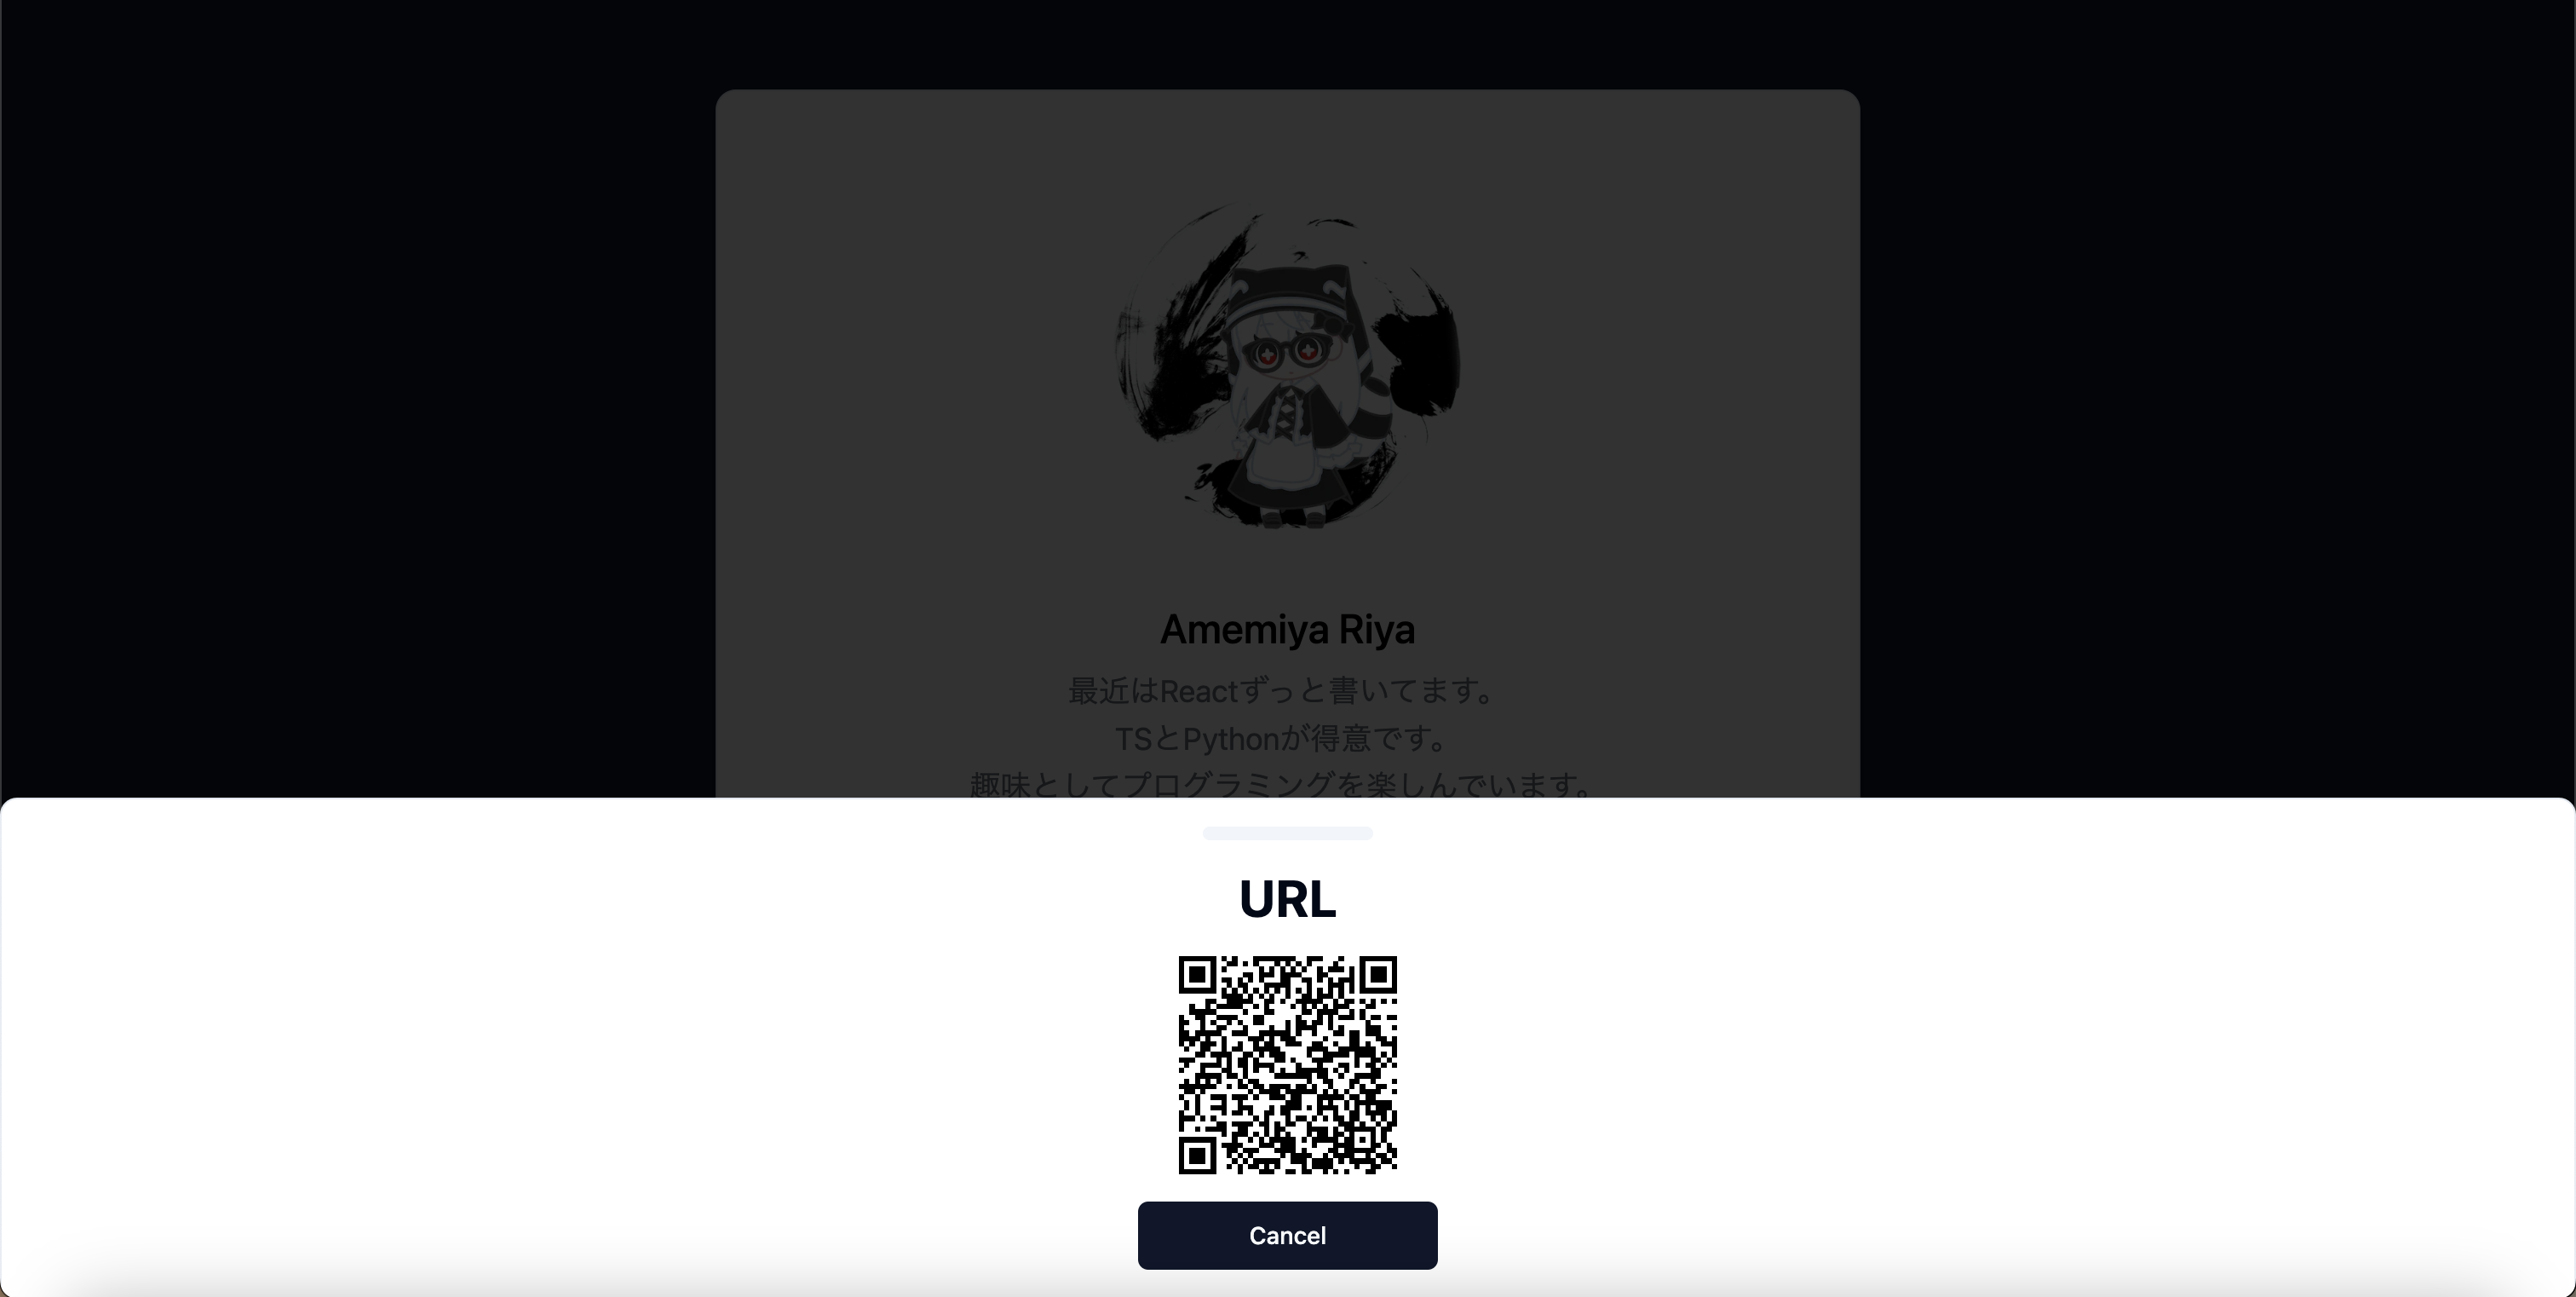 Amemiya Riya
最近はReactずっと書いてます。
TSとPythonが得意です。
趣味としてプログラミングを楽しんでいます。
URL
Cancel